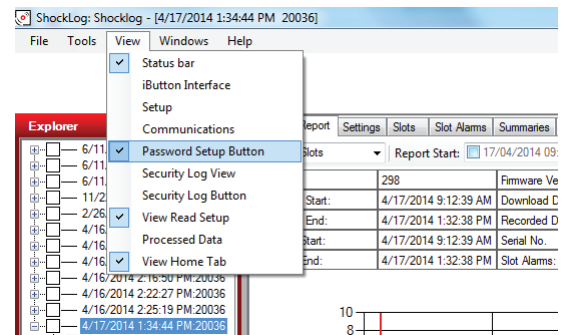 ShockLog: Shocklog - [4/17/2014 1:34:44 PM 20036]
File Tools View Windows Help
Status bar
iButton Interface
Setup
Communications
Password Setup Button
Security Log View
Security Log Button
View Read Setup
Processed Data
View Home Tab
Explorer
6/11
6/11
6/11
11/2
2/26
4/16
4/16
4/16
4/16/2014 2:16:50 PM:20036
4/16/2014 2:22:27 PM:20036
4/16/2014 2:25:19 PM:20036
4/17/2014 1:34:44 PM:20036
Report Settings Slots Slot Alarms Summaries
Slots Report Start: 17/04/2014 09:
298 Firmware Ve
Start: 4/17/2014 9:12:39 AM Download D
End: 4/17/2014 1:32:38 PM Recorded D
Start: 4/17/2014 9:12:39 AM Serial No.
End: 4/17/2014 1:32:38 PM Slot Alarms:
10
8